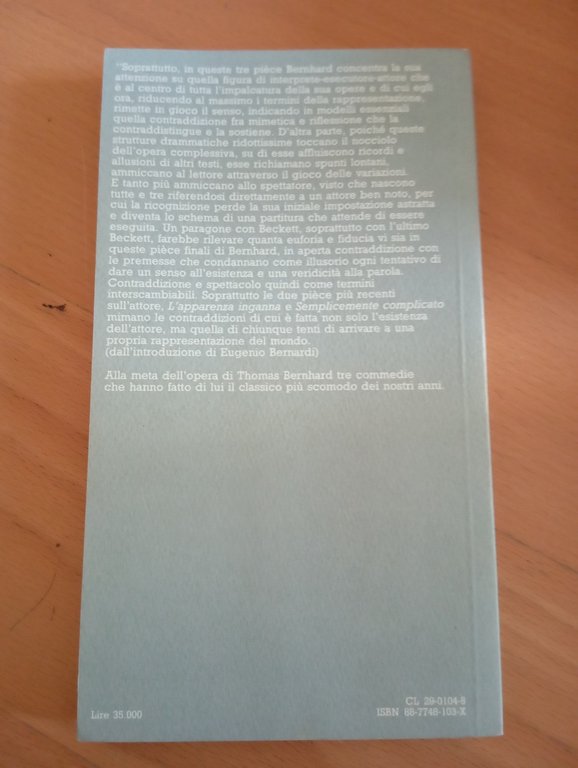 "Soprattutto, in queste tre pièce Bernhard concentra la sua
attenzione su quella figura di interprete-esecutore-attore che
è al centro di tutta l'impalcatura della sua opera e di cui egli
ora, riducendo al massimo i termini della rappresentazione,
rimette in gioco il senso, indicando in modelli essenziali
quella contraddizione fra mimetica e riflessione che la
contraddistingue e la sostiene. D'altra parte, poiché queste
strutture drammatiche ridottissime toccano il nocciolo
dell'opera complessiva, su di esse affluiscono ricordi e
allusioni di altri testi, esse richiamano spunti lontani,
ammiccano al lettore attraverso il gioco delle variazioni.
E tanto più ammiccano allo spettatore, visto che nascono
tutte e tre riferendosi direttamente a un attore ben noto, per
cui la ricognizione perde la sua iniziale impostazione astratta
e diventa lo schema di una partitura che attende di essere
eseguita. Un paragone con Beckett, soprattutto con l'ultimo
Beckett, farebbe rilevare quanta euforia e fiducia vi sia in
queste pièce finali di Bernhard, in aperta contraddizione con
le premesse che condannano come illusorio ogni tentativo di
dare un senso all'esistenza e una veridicità alla parola.
Contraddizione e spettacolo quindi come termini
interscambiabili. Soprattutto le due pièce più recenti
sull'attore, L'apparenza inganna e Semplicemente complicato
mimano le contraddizioni di cui è fatta non solo l'esistenza
dell'attore, ma quella di chiunque tenti di arrivare a una
propria rappresentazione del mondo.
(dall'introduzione di Eugenio Bernardi)
Alla meta dell'opera di Thomas Bernhard tre commedie
che hanno fatto di lui il classico più scomodo dei nostri anni.
Lire 35.000
CL 29-0104-8
ISBN 88-7748-103-X